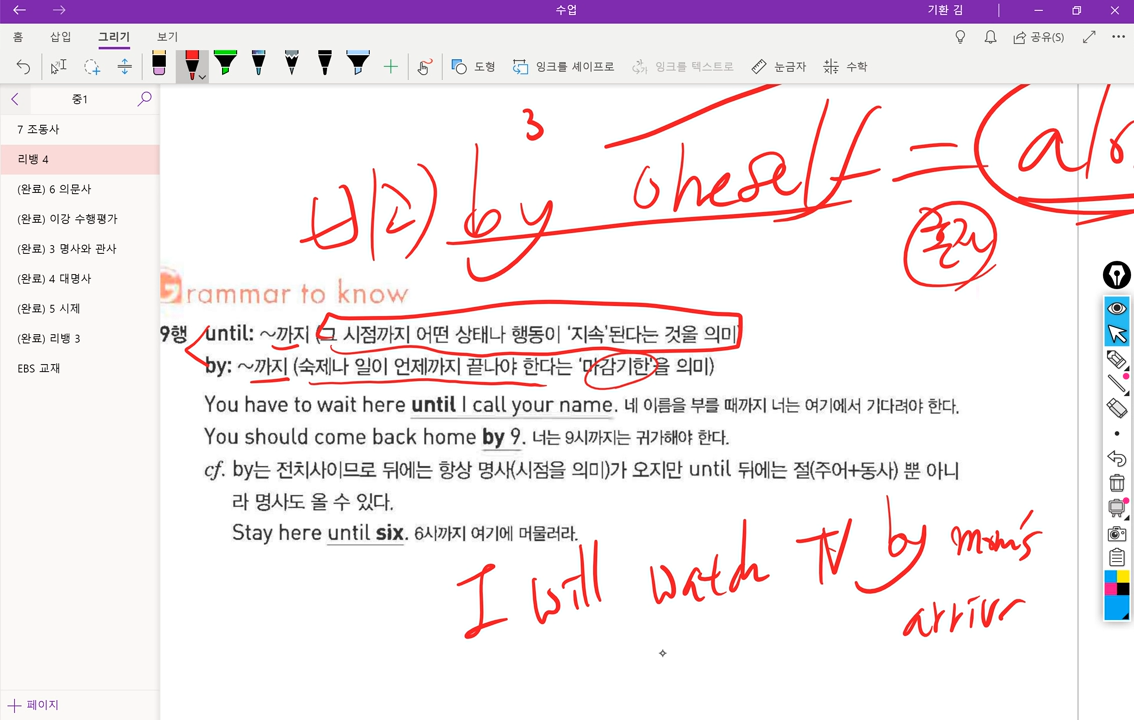 수업
기환 김
홈 삽입 그리기 보기
공유(S)
도형 잉크를 셰이프로 잉크를 텍스트로 눈금자 수학
중1
7 조동사
리뱅 4
(완료) 6 의문사
(완료) 이강 수행평가
(완료) 3 명사와 관사
(완료) 4 대명사
(완료) 5 시제
(완료) 리뱅 3
EBS 교재
페이지
3
비교) by oneself =
혼자
Grammar to know
9행 until: ~까지 (그 시점까지 어떤 상태나 행동이 '지속'된다는 것을 의미)
by: ~까지 (숙제나 일이 언제까지 끝나야 한다는 '마감기한'을 의미)
You have to wait here until I call your name. 네 이름을 부를 때까지 너는 여기에서 기다려야 한다.
You should come back home by 9. 너는 9시까지는 귀가해야 한다.
cf. by는 전치사이므로 뒤에는 항상 명사(시점을 의미)가 오지만 until 뒤에는 절(주어+동사) 뿐 아니
라 명사도 올 수 있다.
Stay here until six. 6시까지 여기에 머물러라.
I will watch TV by mom's
arriv